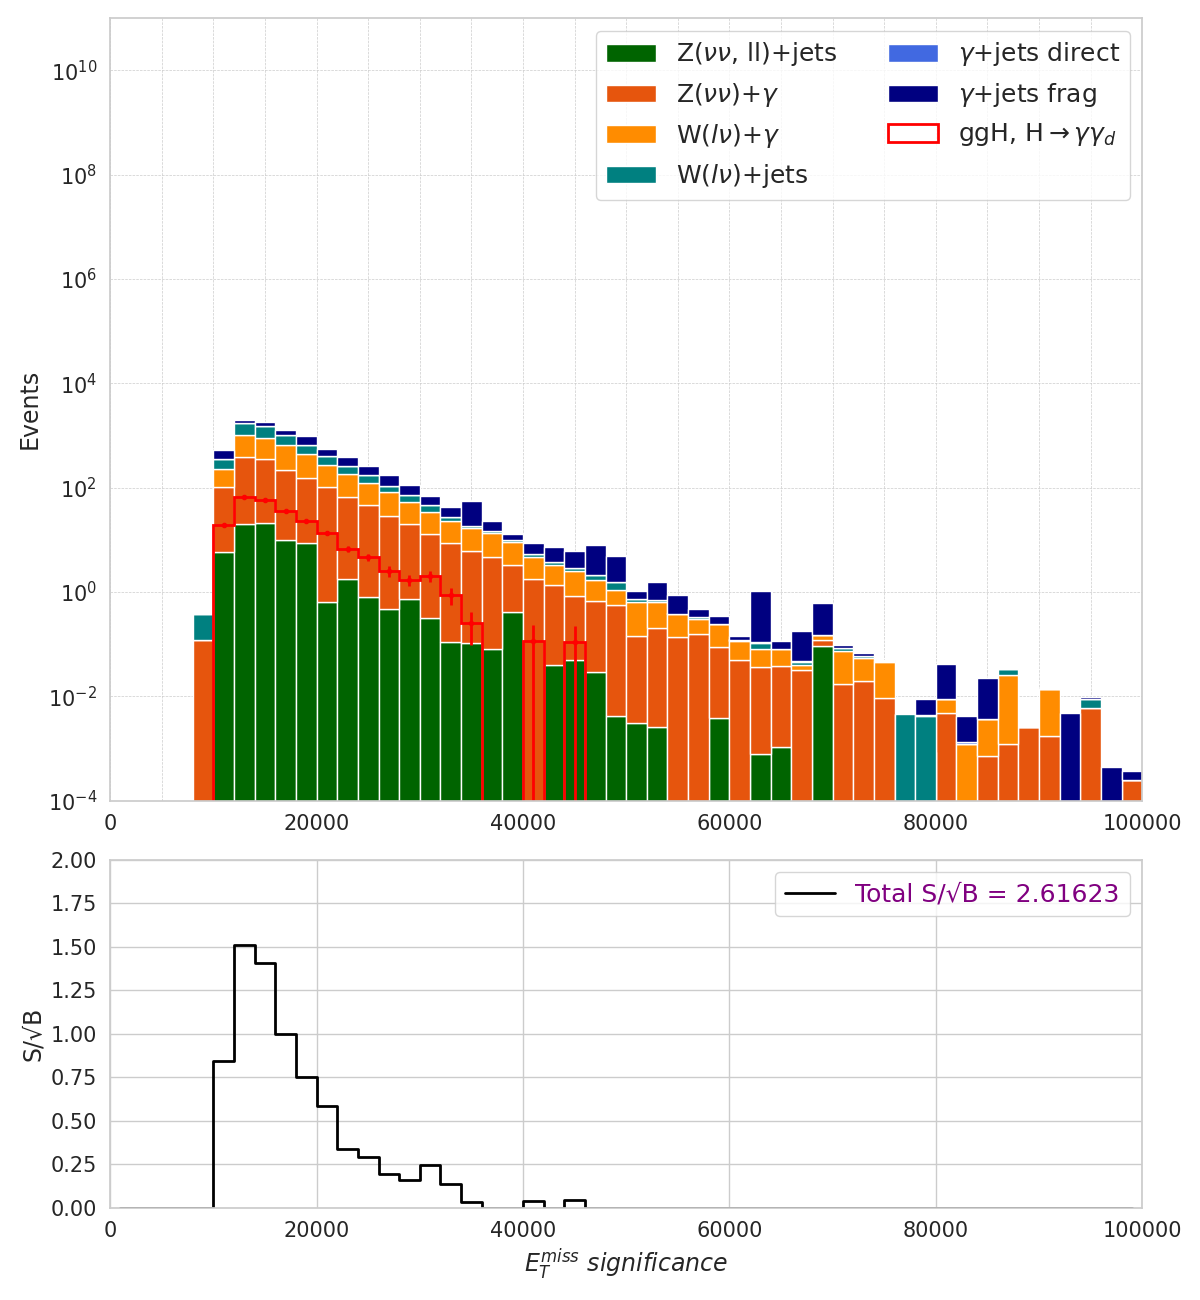 Z(νν, ll)+jets
Z(νν)+γ
W(lν)+γ
W(lν)+jets
γ+jets direct
γ+jets frag
ggH, H→γγ_d
Events
10^10
10^8
10^6
10^4
10^2
10^0
10^−2
10^−4
0 20000 40000 60000 80000 100000
Total S/√B = 2.61623
S/√B
2.00
1.75
1.50
1.25
1.00
0.75
0.50
0.25
0.00
0 20000 40000 60000 80000 100000
E_T^miss significance